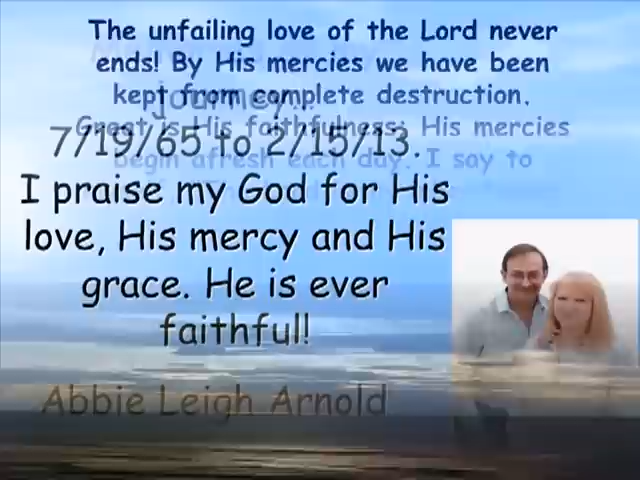 The unfailing love of the Lord never
ends! By His mercies we have been
kept from complete destruction.
Great is His faithfulness; His mercies
begin afresh each day. I say to
journey...
7/19/65 to 2/15/13.
I praise my God for His
love, His mercy and His
grace. He is ever
faithful!
Abbie Leigh Arnold